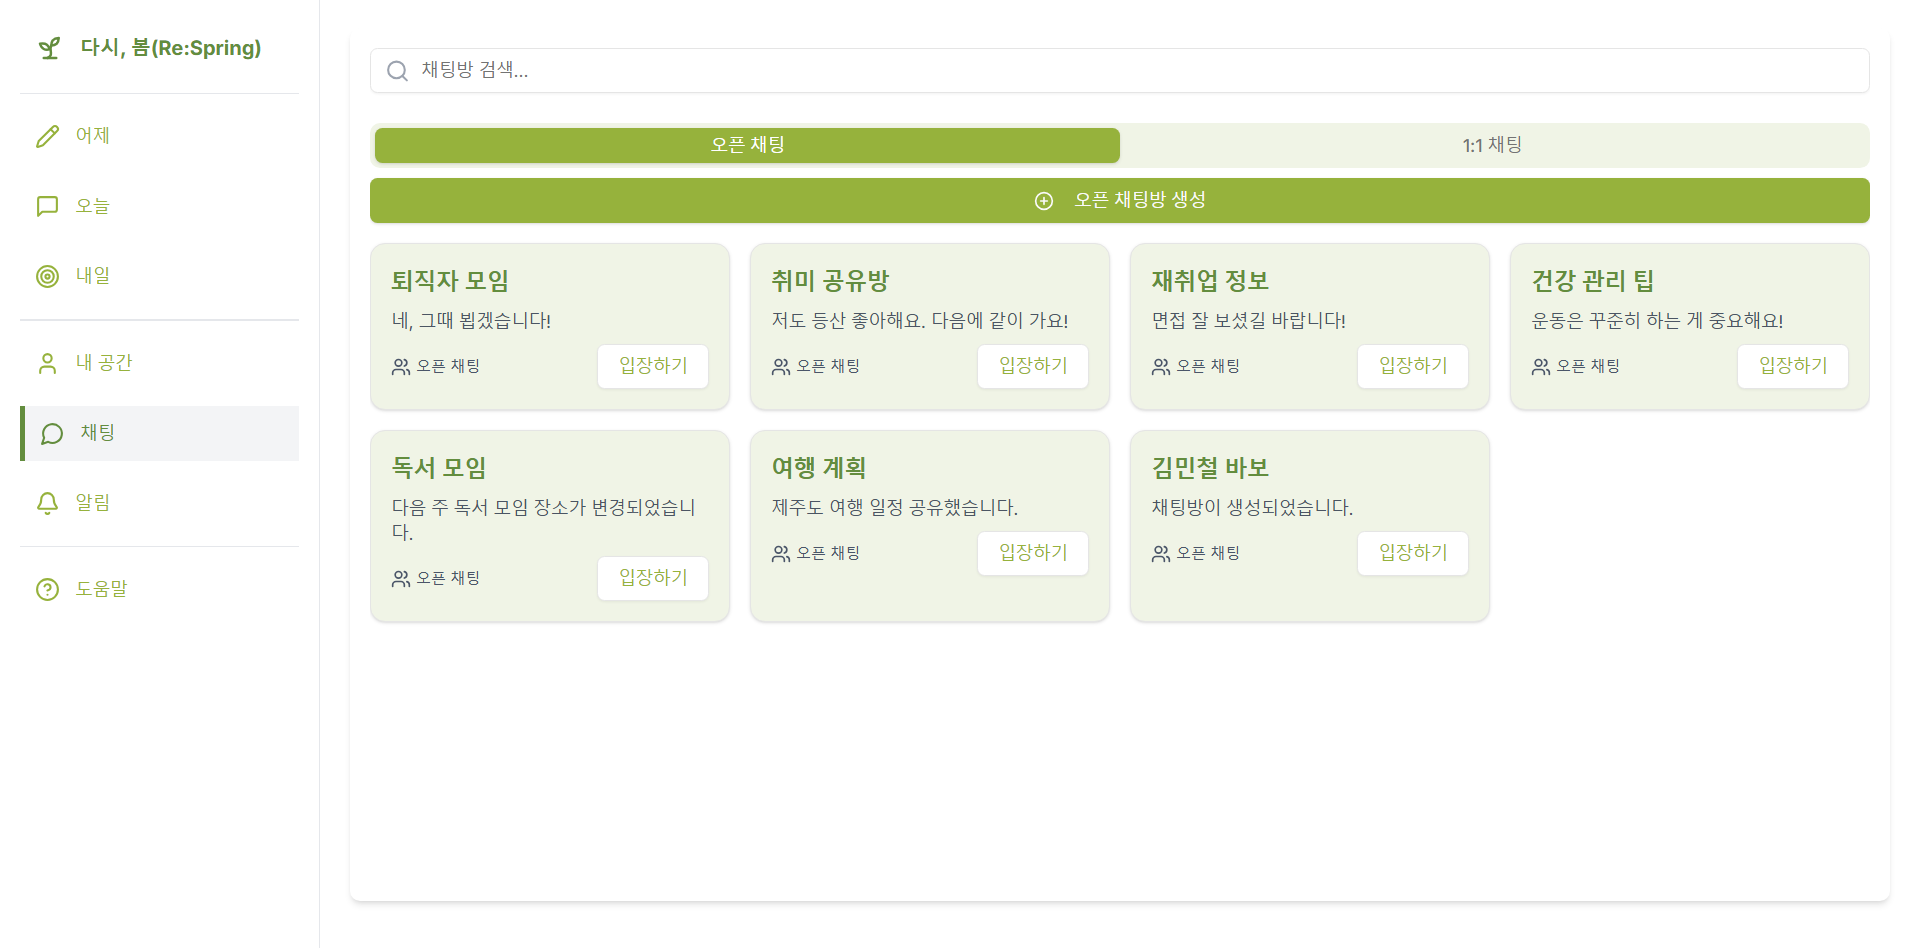 다시, 봄(Re:Spring)
어제
오늘
내일
내 공간
채팅
알림
도움말
채팅방 검색...
오픈 채팅
1:1 채팅
오픈 채팅방 생성
퇴직자 모임
네, 그때 뵙겠습니다!
오픈 채팅
입장하기
취미 공유방
저도 등산 좋아해요. 다음에 같이 가요!
오픈 채팅
입장하기
재취업 정보
면접 잘 보셨길 바랍니다!
오픈 채팅
입장하기
건강 관리 팁
운동은 꾸준히 하는 게 중요해요!
오픈 채팅
입장하기
독서 모임
다음 주 독서 모임 장소가 변경되었습니
다.
오픈 채팅
입장하기
여행 계획
제주도 여행 일정 공유했습니다.
오픈 채팅
입장하기
김민철 바보
채팅방이 생성되었습니다.
오픈 채팅
입장하기